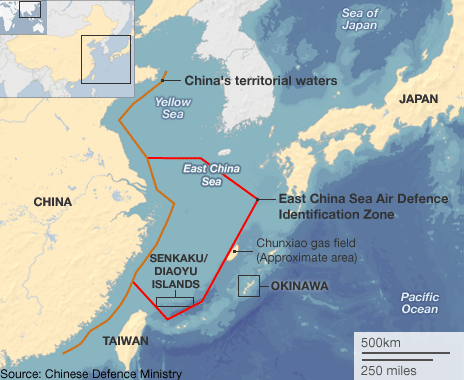 Sea of
Japan
China's territorial waters
Yellow
Sea
JAPAN
East China
Sea
CHINA
East China Sea Air Defence
Identification Zone
Chunxiao gas field
(Approximate area)
SENKAKU/
DIAOYU
ISLANDS
OKINAWA
Pacific
Ocean
TAIWAN
500km
250 miles
Source: Chinese Defence Ministry